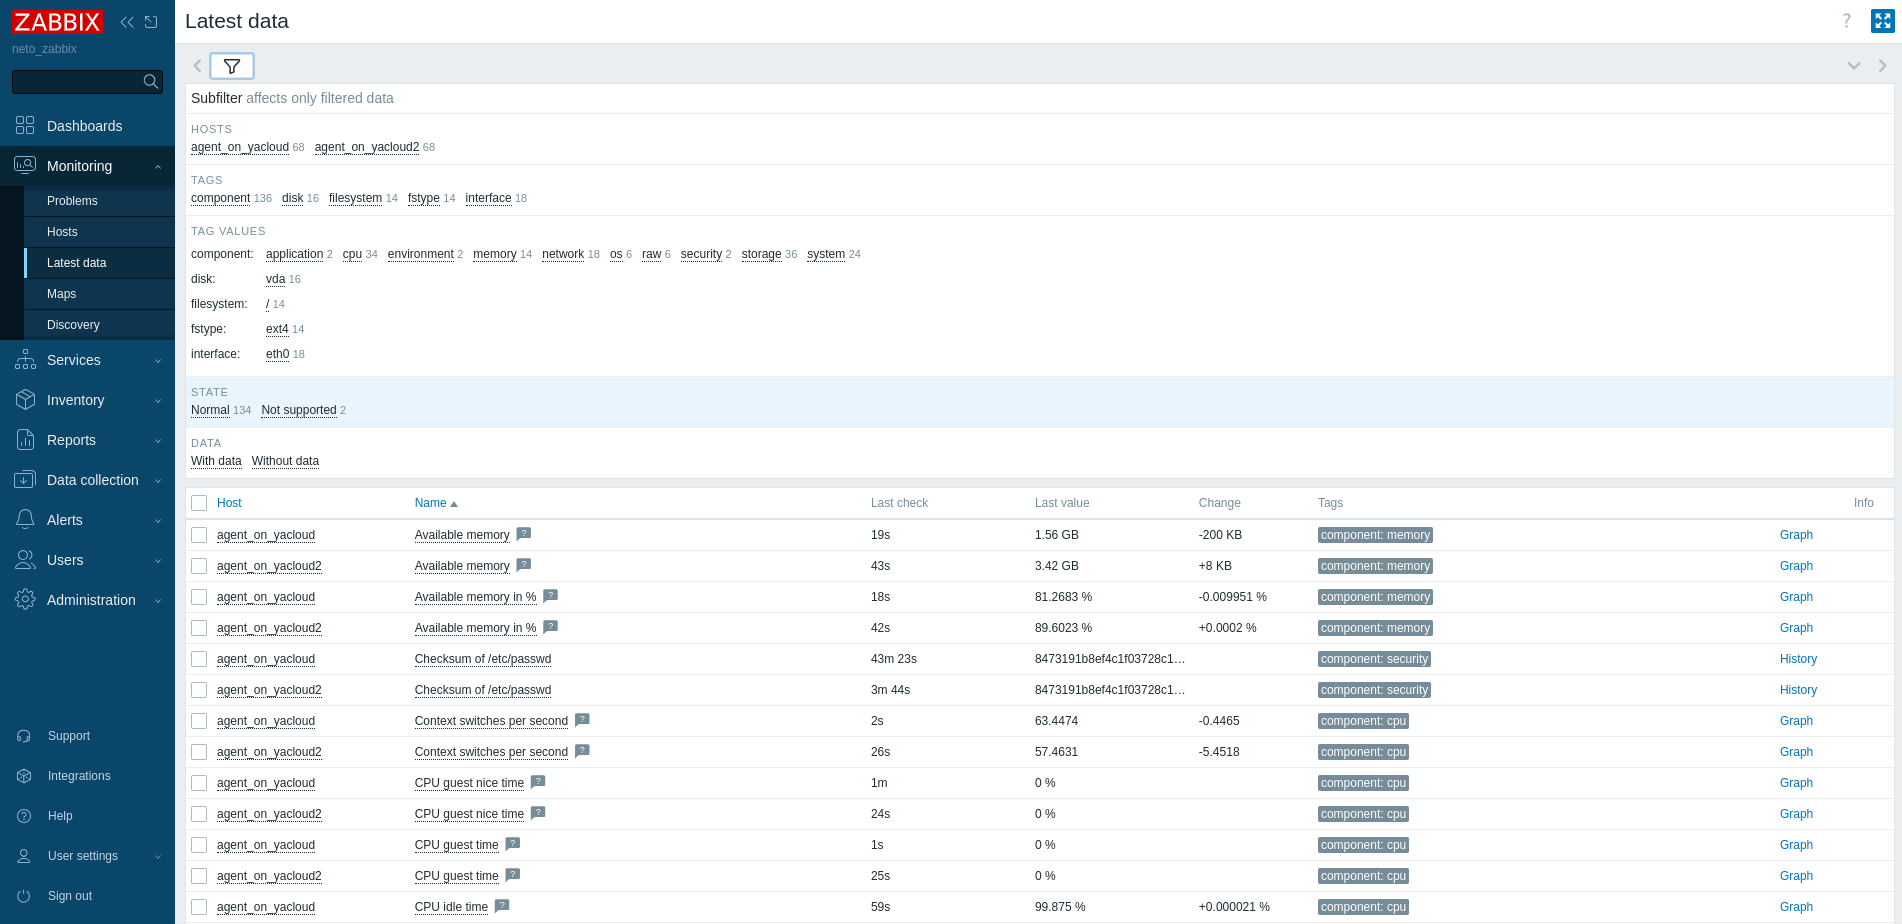 ZABBIX
neto_zabbix
Dashboards
Monitoring
Problems
Hosts
Latest data
Maps
Discovery
Services
Inventory
Reports
Data collection
Alerts
Users
Administration
Support
Integrations
Help
User settings
Sign out
Latest data ?
Subfilter affects only filtered data
HOSTS
agent_on_yacloud 68 agent_on_yacloud2 68
TAGS
component 136 disk 16 filesystem 14 fstype 14 interface 18
TAG VALUES
component: application 2 cpu 34 environment 2 memory 14 network 18 os 6 raw 6 security 2 storage 36 system 24
disk: vda 16
filesystem: / 14
fstype: ext4 14
interface: eth0 18
STATE
Normal 134 Not supported 2
DATA
With data Without data
Host Name Last check Last value Change Tags Info
agent_on_yacloud Available memory ? 19s 1.56 GB -200 KB component: memory Graph
agent_on_yacloud2 Available memory ? 43s 3.42 GB +8 KB component: memory Graph
agent_on_yacloud Available memory in % ? 18s 81.2683 % -0.009951 % component: memory Graph
agent_on_yacloud2 Available memory in % ? 42s 89.6023 % +0.0002 % component: memory Graph
agent_on_yacloud Checksum of /etc/passwd 43m 23s 8473191b8ef4c1f03728c1… component: security History
agent_on_yacloud2 Checksum of /etc/passwd 3m 44s 8473191b8ef4c1f03728c1… component: security History
agent_on_yacloud Context switches per second ? 2s 63.4474 -0.4465 component: cpu Graph
agent_on_yacloud2 Context switches per second ? 26s 57.4631 -5.4518 component: cpu Graph
agent_on_yacloud CPU guest nice time ? 1m 0 % component: cpu Graph
agent_on_yacloud2 CPU guest nice time ? 24s 0 % component: cpu Graph
agent_on_yacloud CPU guest time ? 1s 0 % component: cpu Graph
agent_on_yacloud2 CPU guest time ? 25s 0 % component: cpu Graph
agent_on_yacloud CPU idle time ? 59s 99.875 % +0.000021 % component: cpu Graph